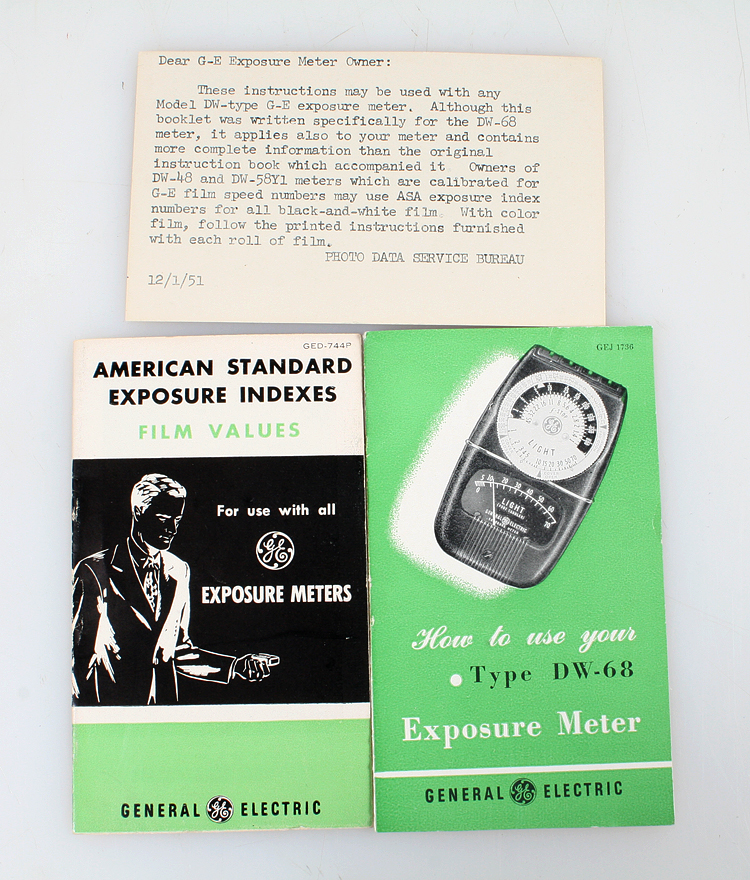 Dear G-E Exposure Meter Owner:
These instructions may be used with any
Model DW-type G-E exposure meter. Although this
booklet was written specifically for the DW-68
meter, it applies also to your meter and contains
more complete information than the original
instruction book which accompanied it. Owners of
DW-48 and DW-58Y1 meters which are calibrated for
G-E film speed numbers may use ASA exposure index
numbers for all black-and-white film. With color
film, follow the printed instructions furnished
with each roll of film.
PHOTO DATA SERVICE BUREAU
12/1/51
GED-744P
AMERICAN STANDARD
EXPOSURE INDEXES
FILM VALUES
For use with all
GE
EXPOSURE METERS
GENERAL GE ELECTRIC
GEJ 1736
LIGHT
LIGHT
GENERAL ELECTRIC
How to use your
Type DW-68
Exposure Meter
GENERAL GE ELECTRIC